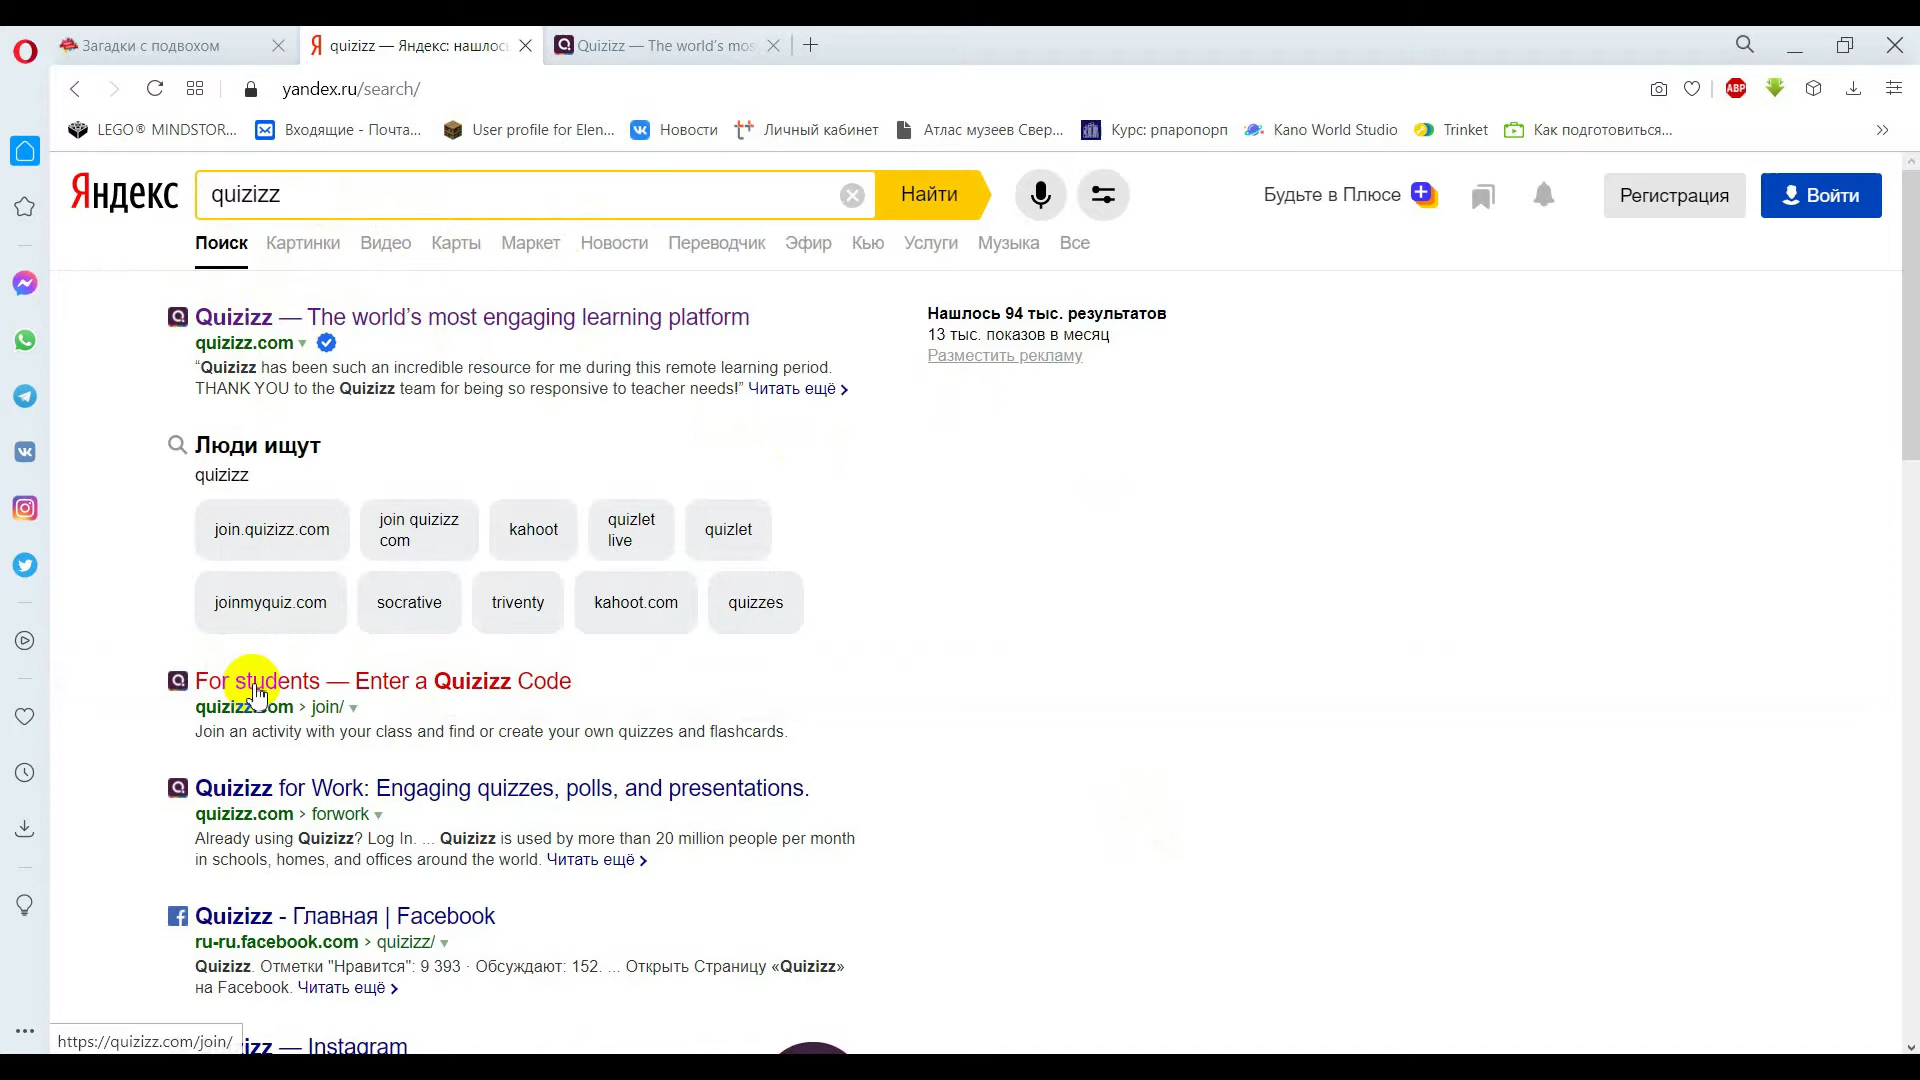 Загадки с подвохом
quizizz — Яндекс: нашлось
Quizizz — The world's mos
yandex.ru/search/
ABP
LEGO® MINDSTOR...
Входящие - Почта...
User profile for Elen...
Новости
Личный кабинет
Атлас музеев Свер...
Курс: рпаропорп
Kano World Studio
Trinket
Как подготовиться...
Яндекс
quizizz
Найти
Будьте в Плюсе
Регистрация
Войти
Поиск Картинки Видео Карты Маркет Новости Переводчик Эфир Кью Услуги Музыка Все
Quizizz — The world's most engaging learning platform
quizizz.com
"Quizizz has been such an incredible resource for me during this remote learning period.
THANK YOU to the Quizizz team for being so responsive to teacher needs!" Читать ещё >
Нашлось 94 тыс. результатов
13 тыс. показов в месяц
Разместить рекламу
Люди ищут
quizizz
join.quizizz.com
join quizizz
com
kahoot
quizlet
live
quizlet
joinmyquiz.com
socrative
triventy
kahoot.com
quizzes
For students — Enter a Quizizz Code
quizizz.com > join/
Join an activity with your class and find or create your own quizzes and flashcards.
Quizizz for Work: Engaging quizzes, polls, and presentations.
quizizz.com > forwork
Already using Quizizz? Log In. ... Quizizz is used by more than 20 million people per month
in schools, homes, and offices around the world. Читать ещё >
Quizizz - Главная | Facebook
ru-ru.facebook.com > quizizz/
Quizizz. Отметки "Нравится": 9 393 · Обсуждают: 152. ... Открыть Страницу «Quizizz»
на Facebook. Читать ещё >
https://quizizz.com/join/
izz — Instagram